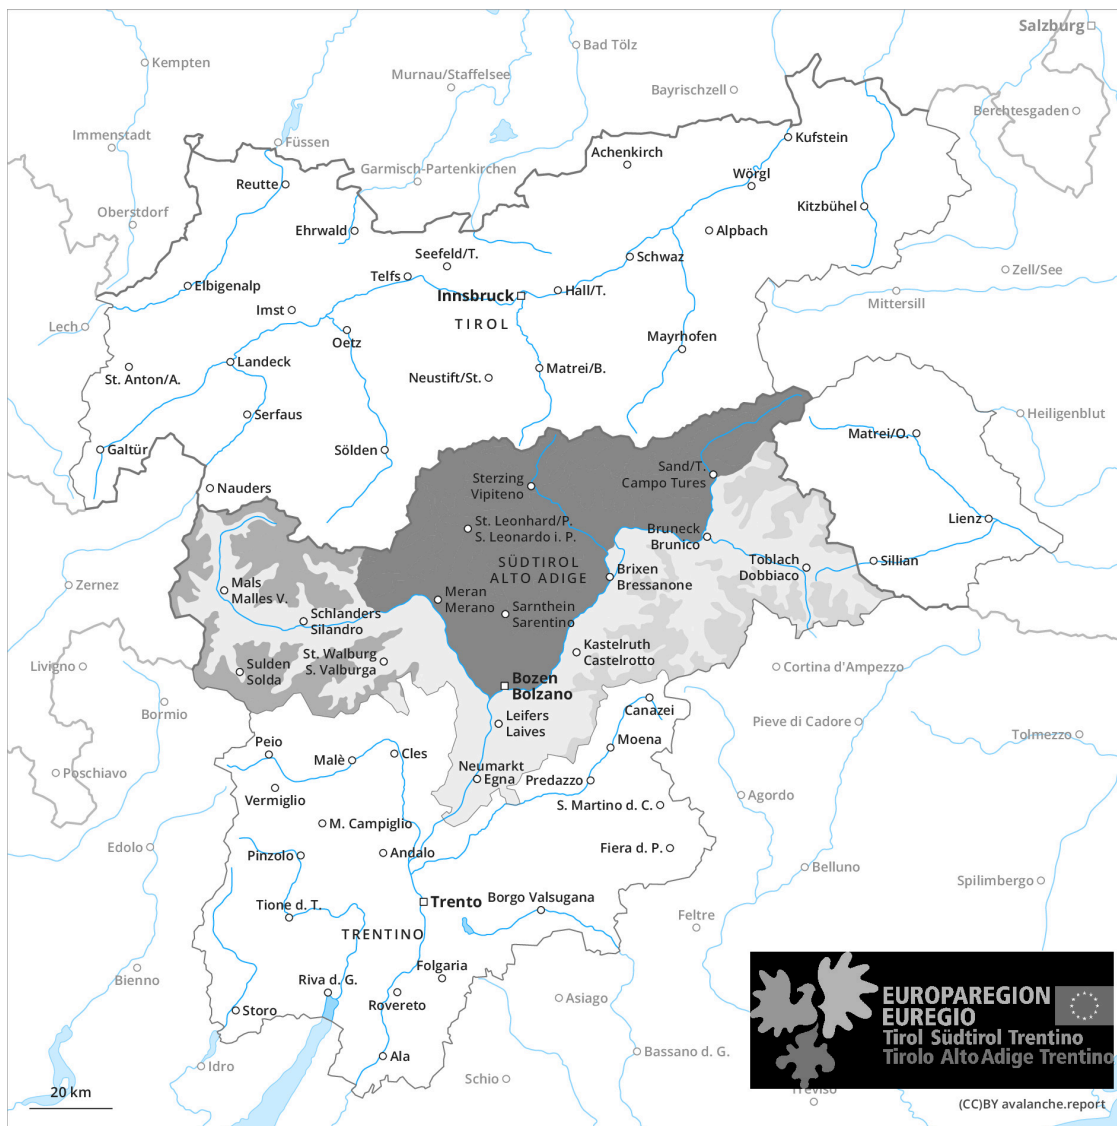 Salzburg
Bad Tölz
Kempten
Murnau/Staffelsee
Bayrischzell
Berchtesgaden
Immenstadt
Füssen
Kufstein
Achenkirch
Garmisch-Partenkirchen
Wörgl
Reutte
Kitzbühel
Oberstdorf
Ehrwald
Alpbach
Seefeld/T.
Schwaz
Zell/See
Telfs
Elbigenalp
Hall/T.
Innsbruck
Mittersill
Imst
TIROL
Lech
Oetz
Mayrhofen
Landeck
Matrei/B.
St. Anton/A.
Neustift/St.
Serfaus
Heiligenblut
Matrei/O.
Galtür
Sölden
Sand/T.
Campo Tures
Sterzing
Vipiteno
Nauders
Lienz
St. Leonhard/P.
S. Leonardo i. P.
Bruneck
Brunico
SÜDTIROL
ALTO ADIGE
Toblach
Dobbiaco
Sillian
Brixen
Bressanone
Zernez
Mals
Malles V.
Meran
Merano
Schlanders
Silandro
Sarnthein
Sarentino
Kastelruth
Castelrotto
St. Walburg
S. Valburga
Livigno
Sulden
Solda
Cortina d'Ampezzo
Bozen
Bolzano
Bormio
Canazei
Leifers
Laives
Pieve di Cadore
Tolmezzo
Peio
Moena
Malè
Cles
Neumarkt
Egna
Predazzo
Poschiavo
Vermiglio
Agordo
S. Martino d. C.
M. Campiglio
Edolo
Pinzolo
Andalo
Fiera d. P.
Belluno
Spilimbergo
Trento
Borgo Valsugana
Tione d. T.
Feltre
TRENTINO
Bienno
Folgaria
Riva d. G.
Rovereto
Asiago
Storo
EUROPAREGION
EUREGIO
Tirol Südtirol Trentino
Tirolo Alto Adige Trentino
Ala
Bassano d. G.
Idro
Schio
Treviso
20 km
(CC)BY avalanche.report